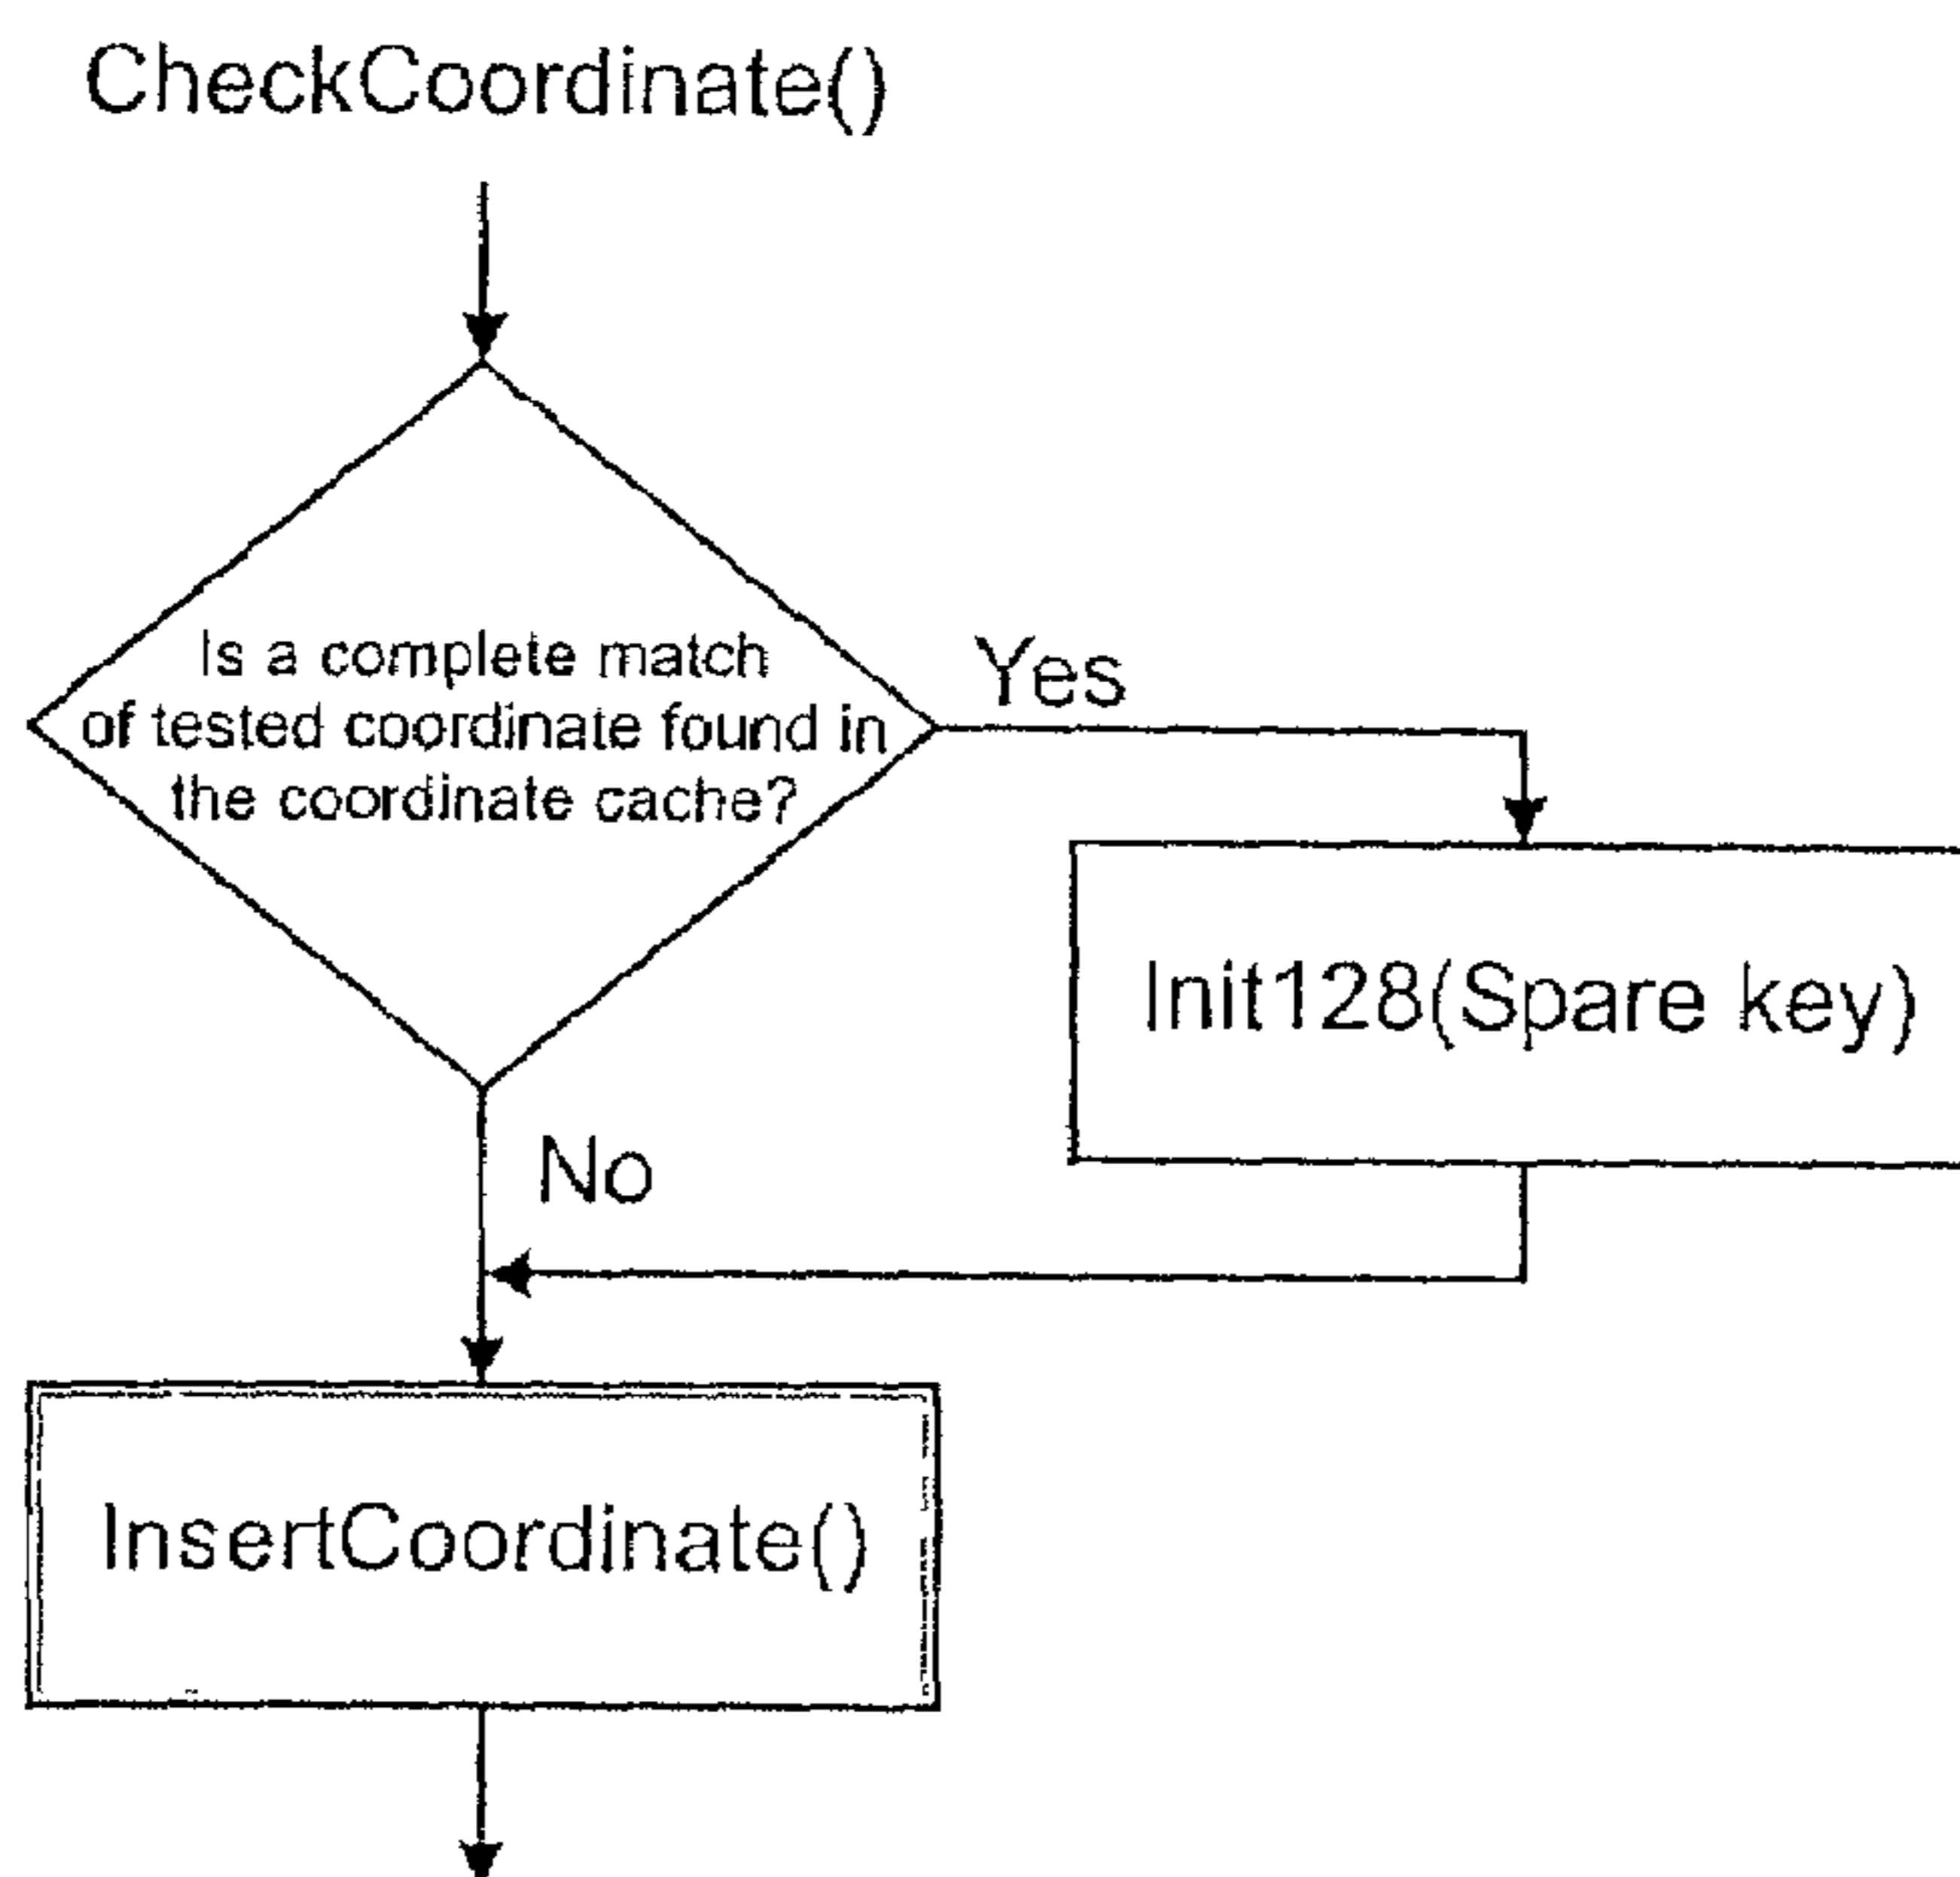 CheckCoordinate()
Is a complete match
of tested coordinate found in
the coordinate cache?
Yes
Init128(Spare key)
No
InsertCoordinate()